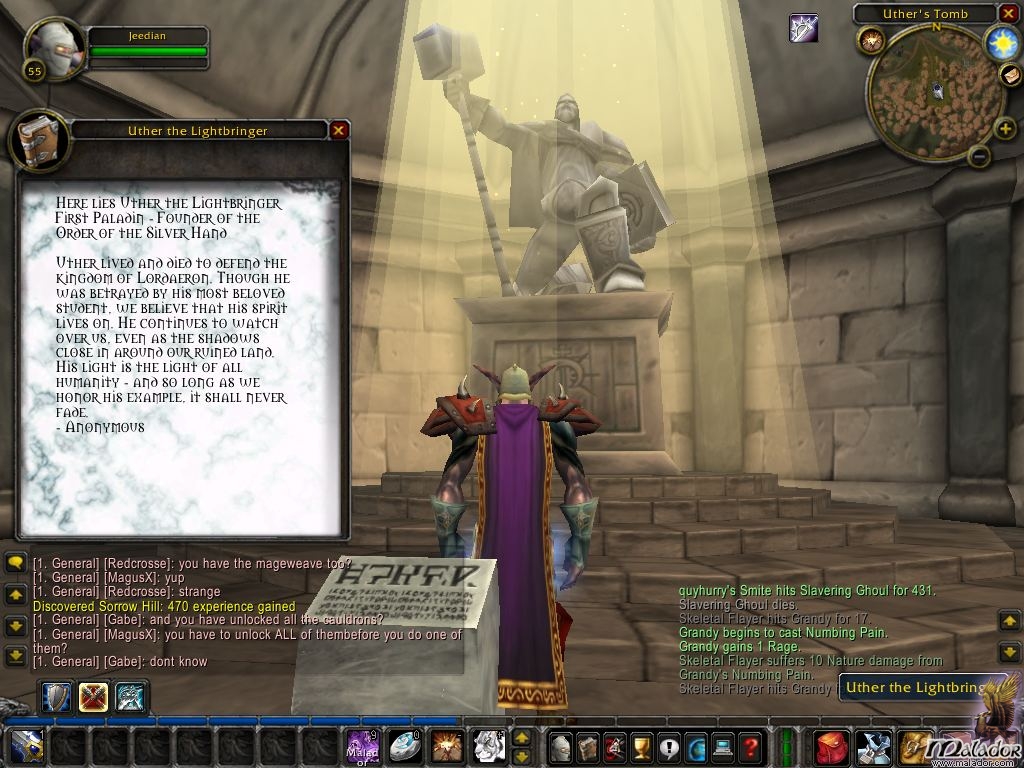 Jeedian
55
Uther's Tomb
N
Uther the Lightbringer
Here lies Uther the Lightbringer
First Paladin - Founder of the
Order of the Silver Hand
Uther lived and died to defend the
kingdom of Lordaeron. Though he
was betrayed by his most beloved
student, we believe that his spirit
lives on. He continues to watch
over us, even as the shadows
close in around our ruined land.
His light is the light of all
humanity - and so long as we
honor his example, it shall never
fade.
- Anonymous
[1. General] [Redcrosse]: you have the mageweave too?
[1. General] [MagusX]: yup
[1. General] [Redcrosse]: strange
Discovered Sorrow Hill: 470 experience gained
[1. General] [Gabe]: and you have unlocked all the cauldrons?
[1. General] [MagusX]: you have to unlock ALL of thembefore you do one of
them?
[1. General] [Gabe]: dont know
quyhurry's Smite hits Slavering Ghoul for 431.
Slavering Ghoul dies.
Skeletal Flayer hits Grandy for 17.
Grandy begins to cast Numbing Pain.
Grandy gains 1 Rage.
Skeletal Flayer suffers 10 Nature damage from
Grandy's Numbing Pain.
Skeletal Flayer hits Grandy
Uther the Lightbrin
9
0
Malad
or
Malador
www.malador.com